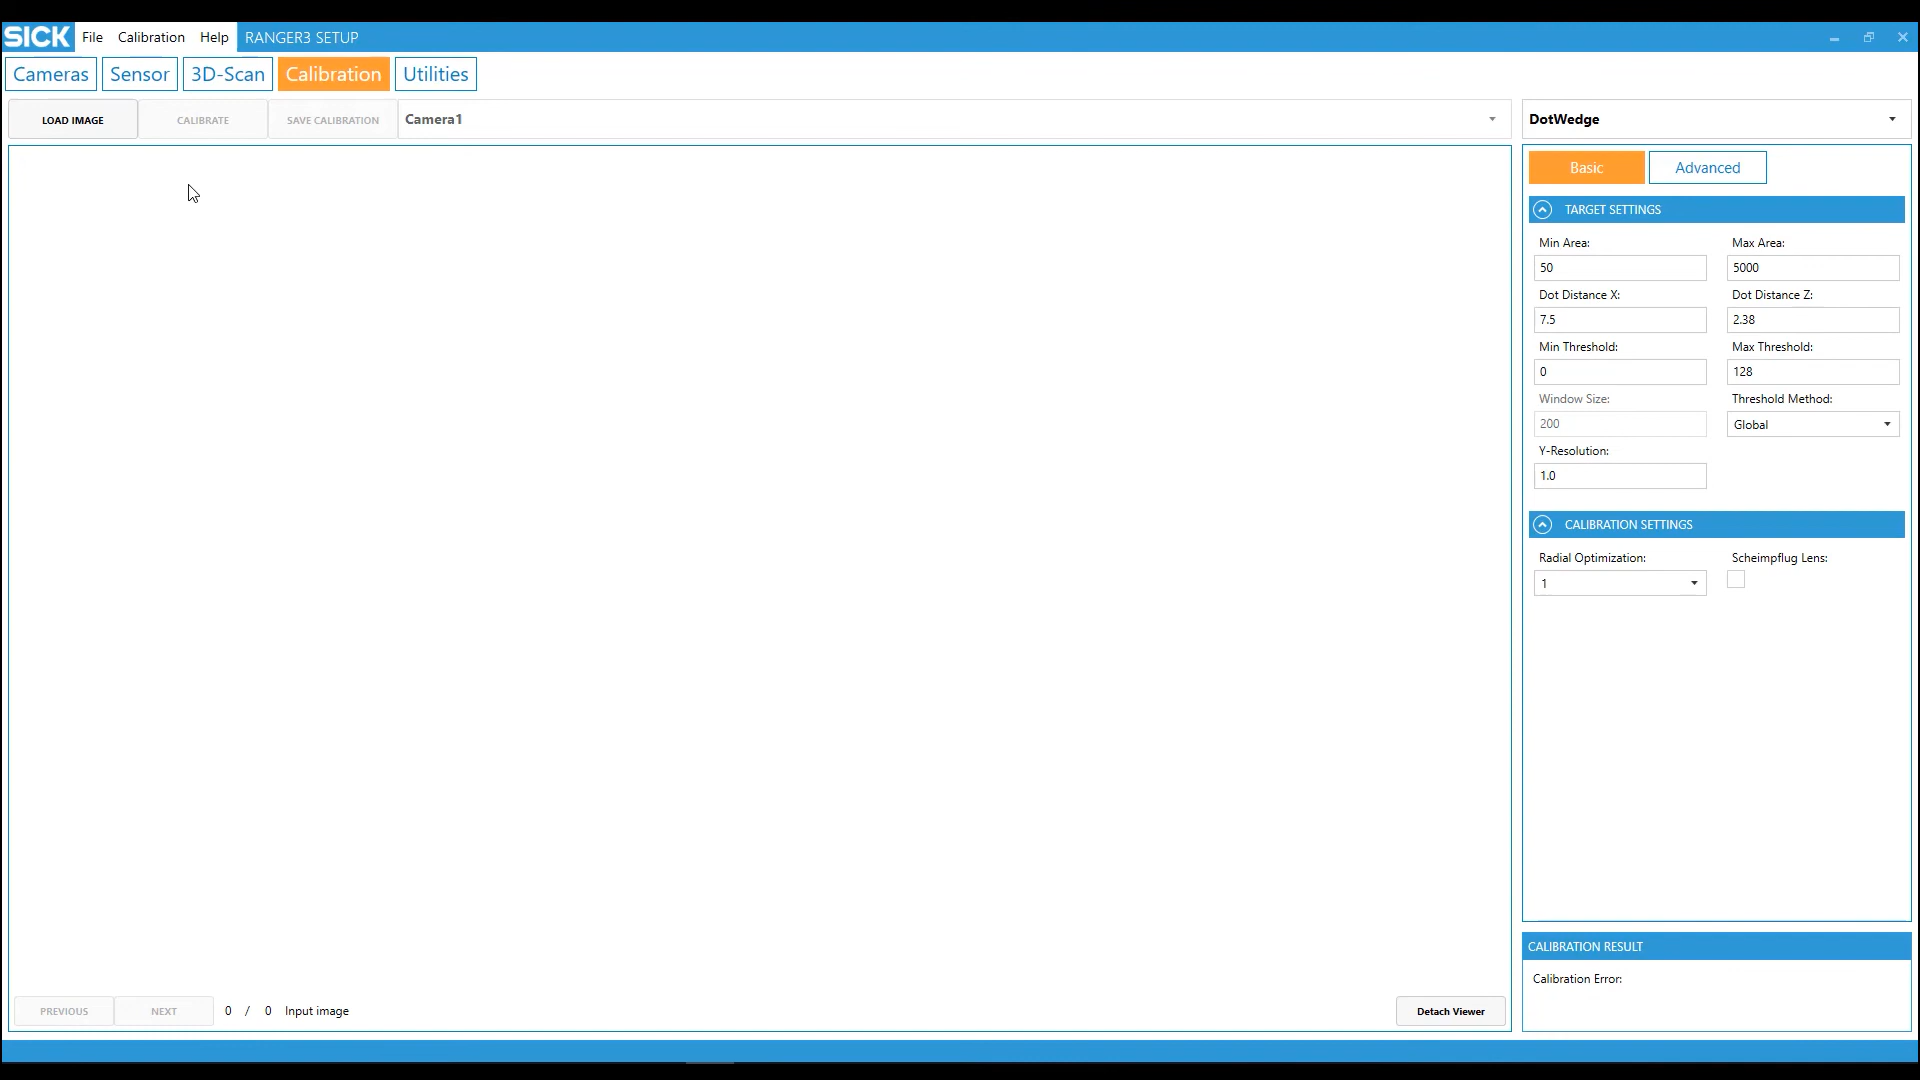 SICK File Calibration Help RANGER3 SETUP
Cameras Sensor 3D-Scan Calibration Utilities
LOAD IMAGE CALIBRATE SAVE CALIBRATION Camera1 DotWedge
Basic Advanced
TARGET SETTINGS
Min Area: Max Area:
50 5000
Dot Distance X: Dot Distance Z:
7.5 2.38
Min Threshold: Max Threshold:
0 128
Window Size: Threshold Method:
200 Global
Y-Resolution:
1.0
CALIBRATION SETTINGS
Radial Optimization: Scheimpflug Lens:
1
CALIBRATION RESULT
Calibration Error:
PREVIOUS NEXT 0 / 0 Input image Detach Viewer